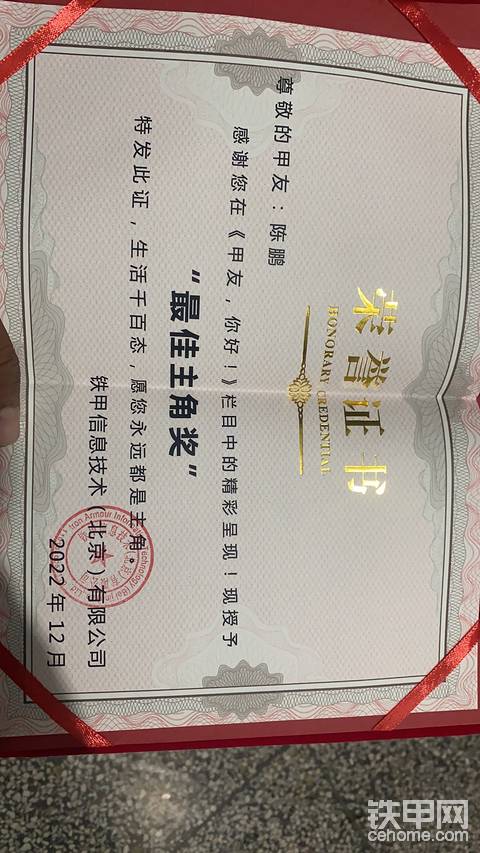 荣誉证书
HONORARY CREDENTIAL
尊敬的甲友：陈鹏
感谢您在《甲友，你好！》栏目中的精彩呈现！现授予
“最佳主角奖”
特发此证，生活千百态，愿您永远都是主角。
铁甲信息技术（北京）有限公司
2022年12月
铁甲网
cehome.com